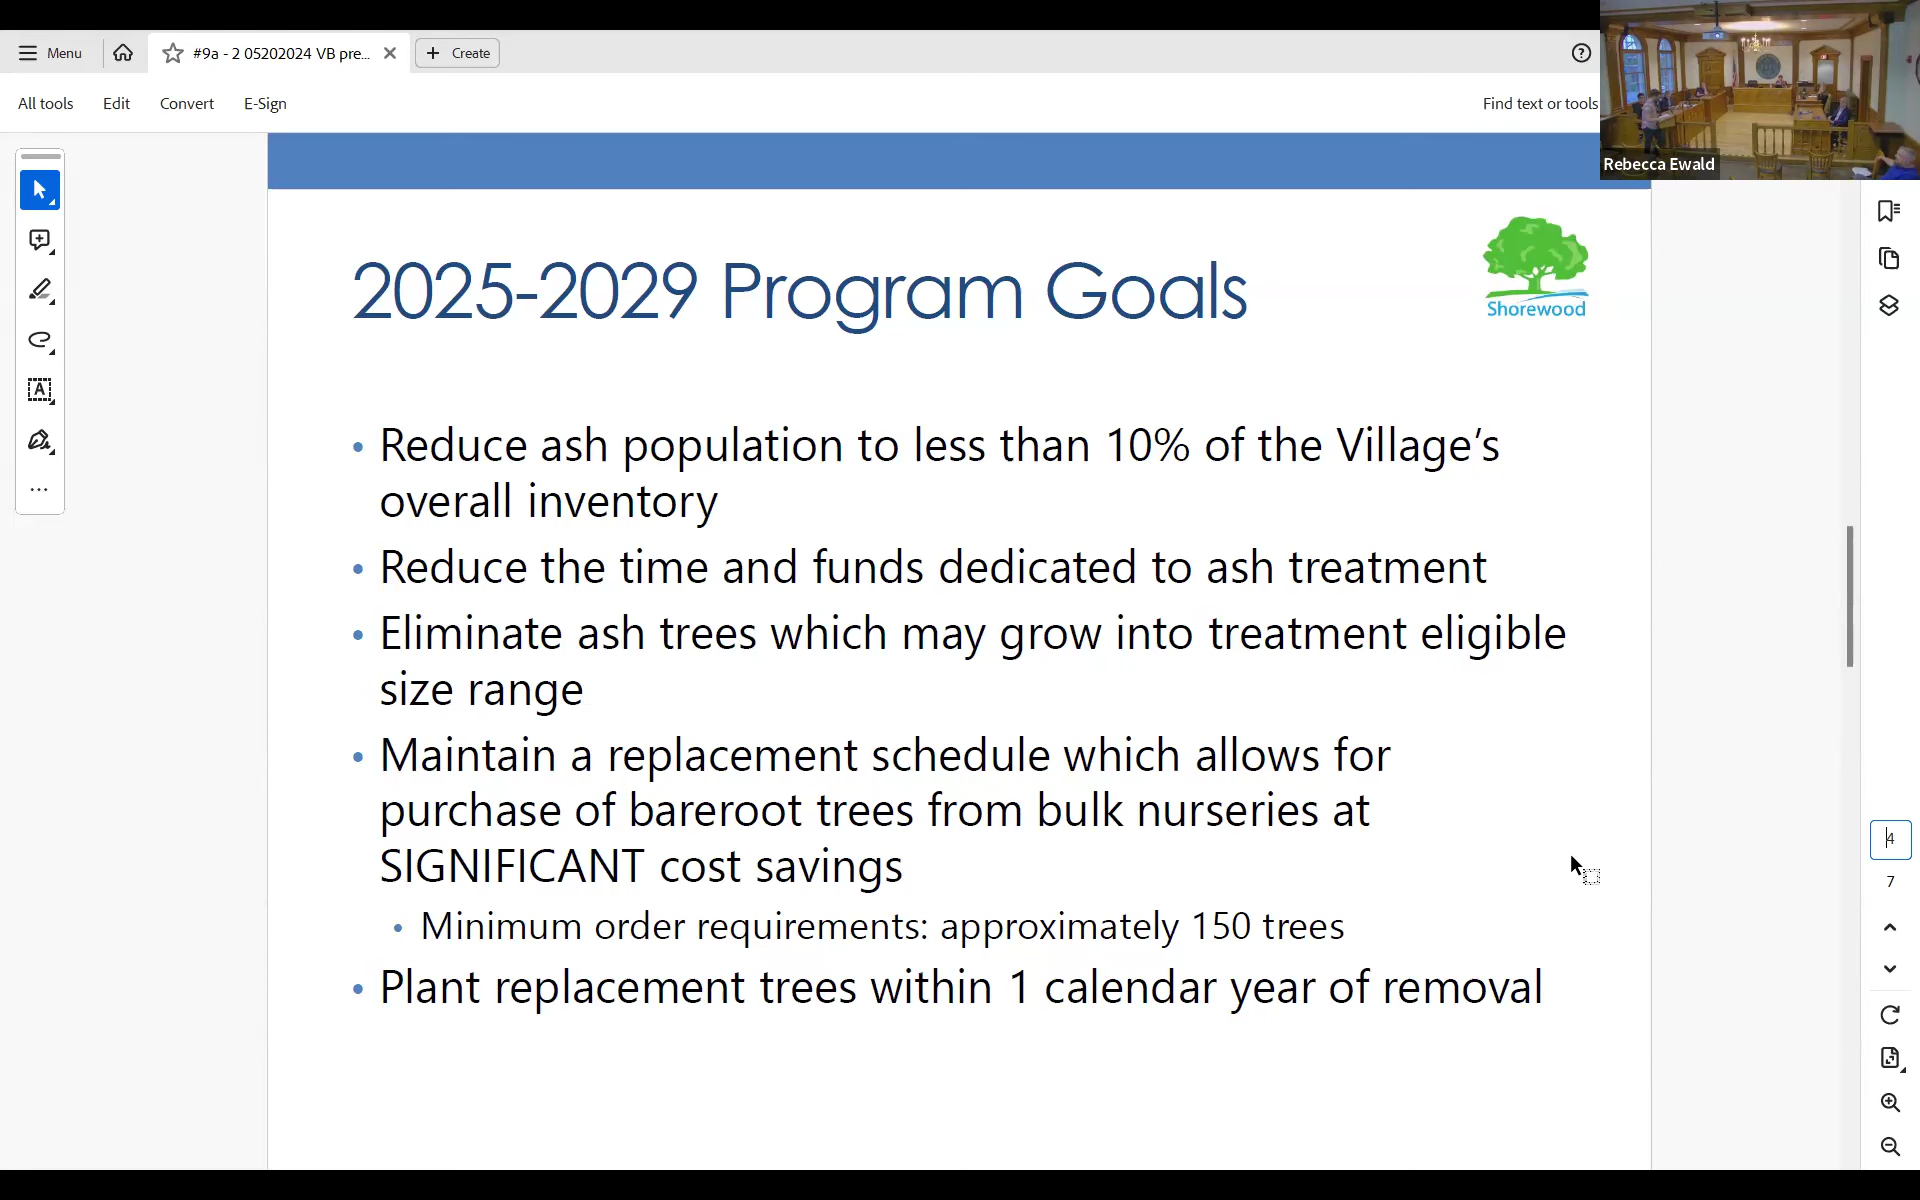 Menu
#9a - 2 05202024 VB pre...
Create
All tools
Edit
Convert
E-Sign
Find text or tools
Rebecca Ewald
Shorewood
2025-2029 Program Goals
• Reduce ash population to less than 10% of the Village's
overall inventory
• Reduce the time and funds dedicated to ash treatment
• Eliminate ash trees which may grow into treatment eligible
size range
• Maintain a replacement schedule which allows for
purchase of bareroot trees from bulk nurseries at
SIGNIFICANT cost savings
• Minimum order requirements: approximately 150 trees
• Plant replacement trees within 1 calendar year of removal
4
7